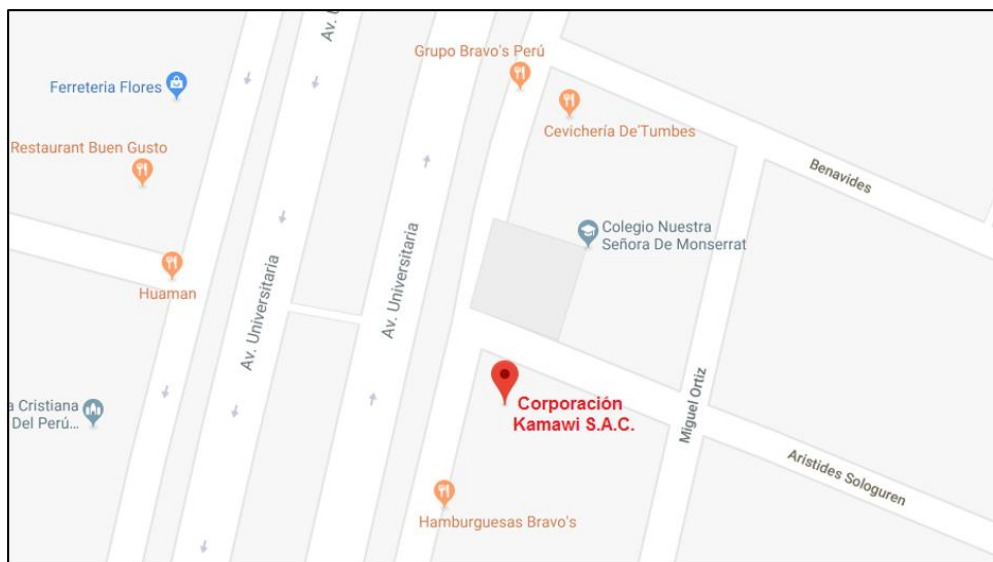 Av. U
Grupo Bravo's Perú
Ferreteria Flores
Cevichería De'Tumbes
Restaurant Buen Gusto
Benavides
Colegio Nuestra
Señora De Monserrat
Huaman
Av. Universitaria
Av. Universitaria
Corporación
Kamawi S.A.C.
a Cristiana
Del Perú...
Miguel Ortiz
Aristides Sologuren
Hamburguesas Bravo's